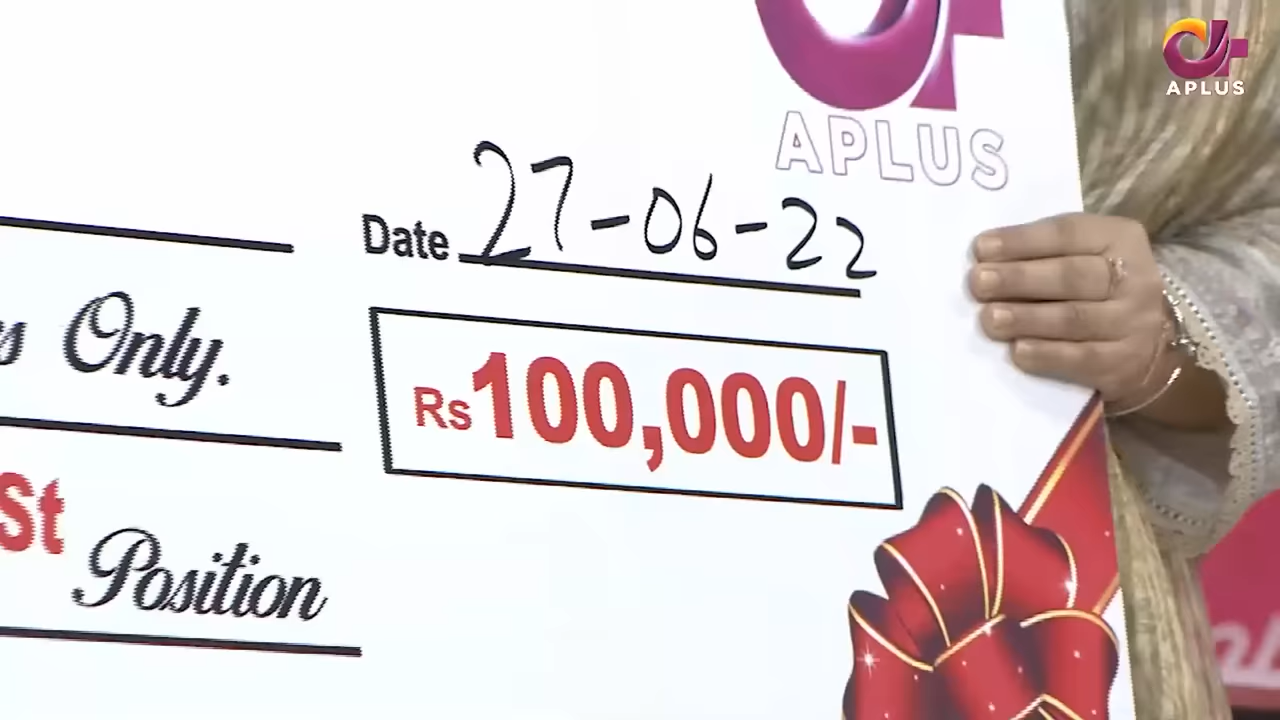 APLUS
APLUS
Date 27-06-22
Only.
Rs100,000/-
St Position